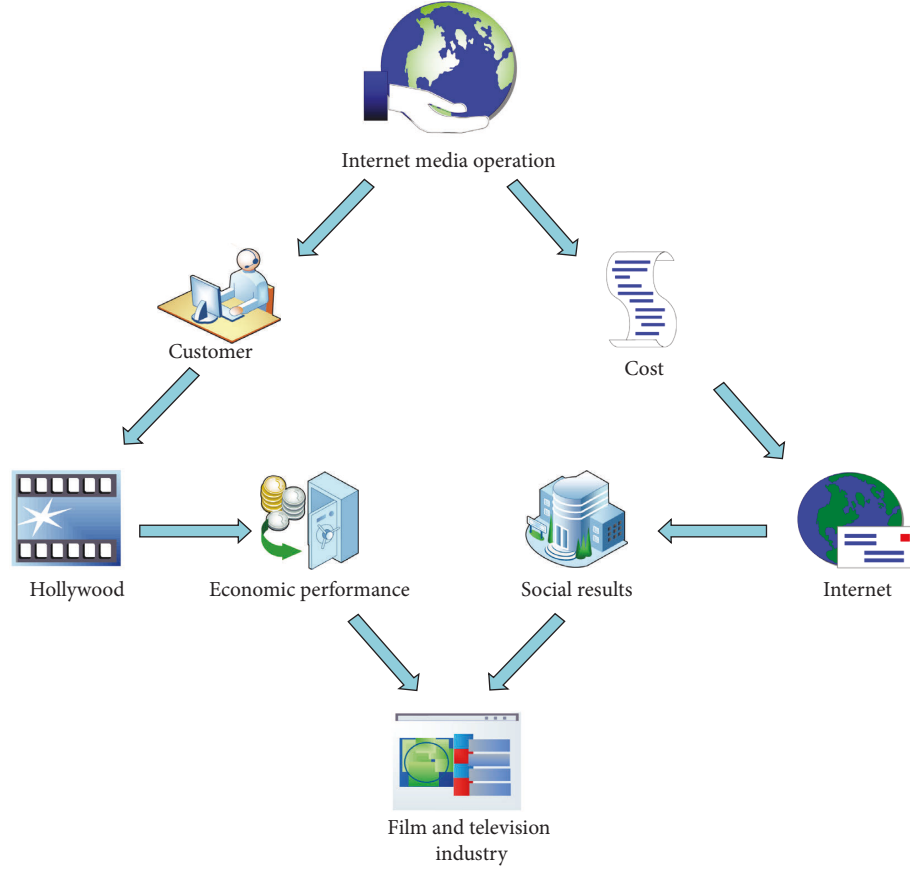 Internet media operation
Customer
Cost
Hollywood
Economic performance
Social results
Internet
Film and television
industry